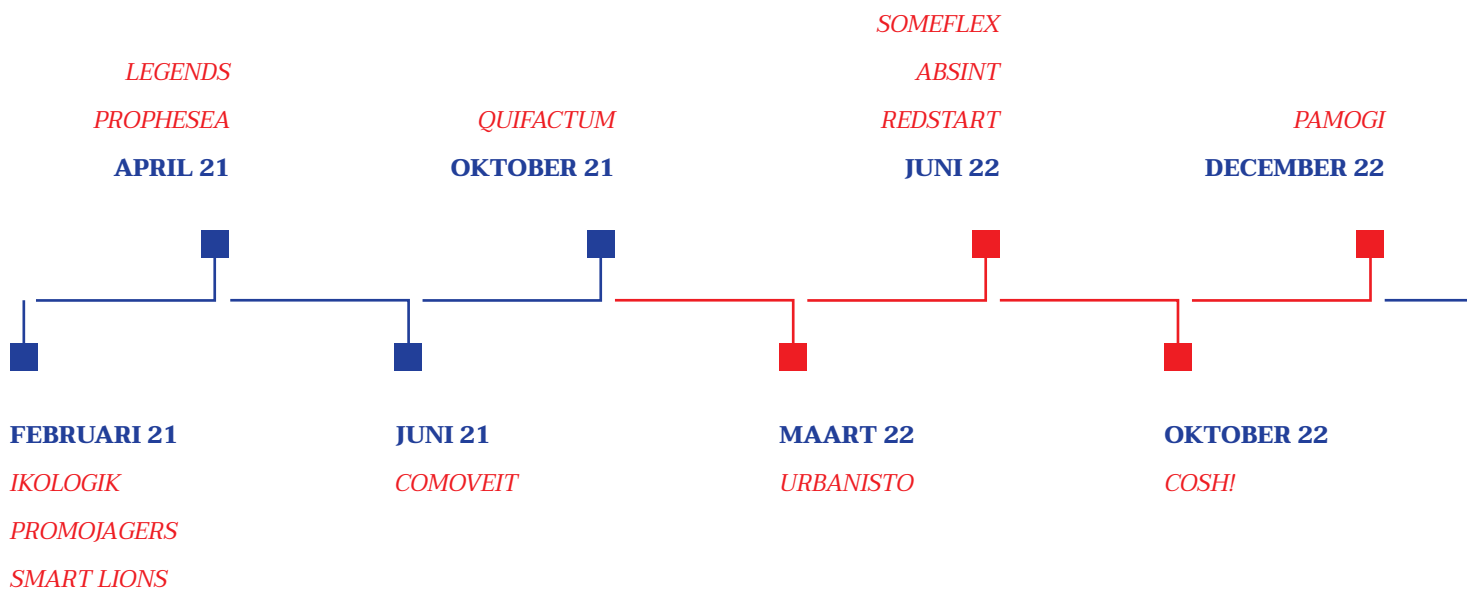 SOMEFLEX
LEGENDS
ABSINT
PROPHESEA
QUIFACTUM
REDSTART
PAMOGI
APRIL 21
OKTOBER 21
JUNI 22
DECEMBER 22
FEBRUARI 21
JUNI 21
MAART 22
OKTOBER 22
IKOLOGIK
COMOVEIT
URBANISTO
COSH!
PROMOJAGERS
SMART LIONS